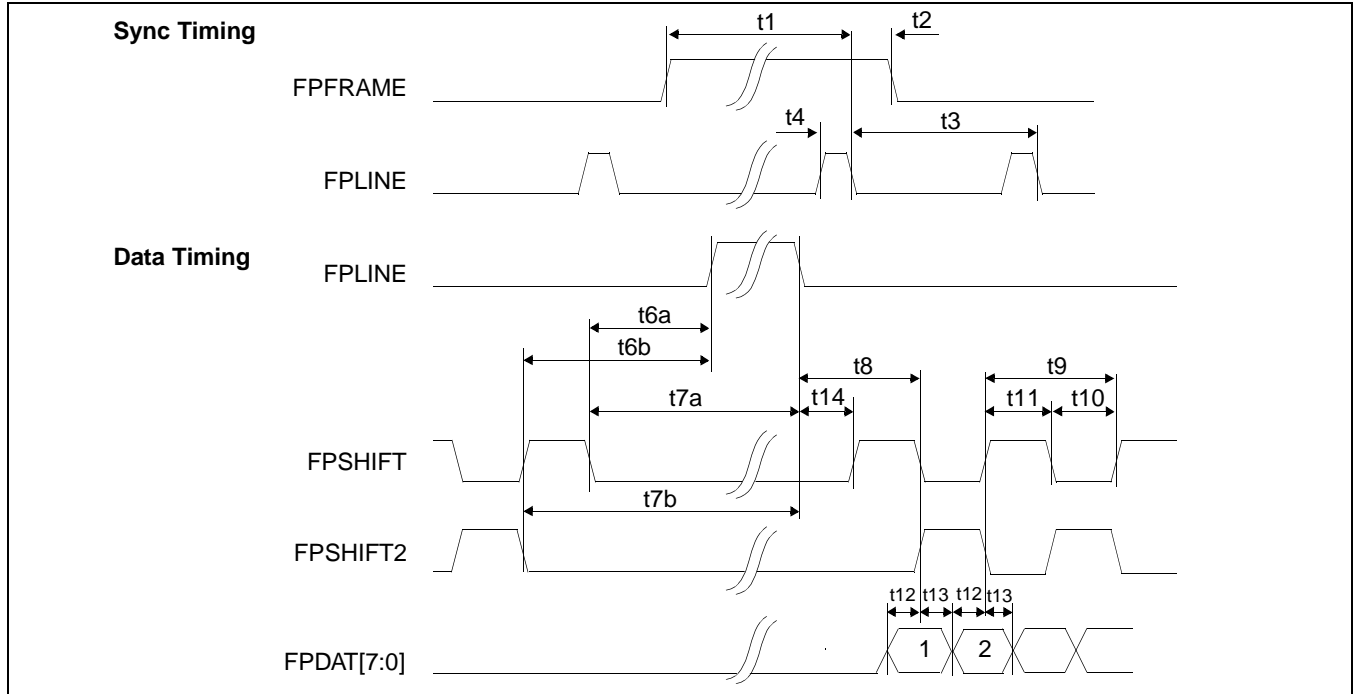 Sync Timing
t1
t2
FPFRAME
t4
t3
FPLINE
Data Timing
FPLINE
t6a
t6b
t8
t9
t7a
t14
t11
t10
FPSHIFT
t7b
FPSHIFT2
t12
t13
t12
t13
FPDAT[7:0]
1
2